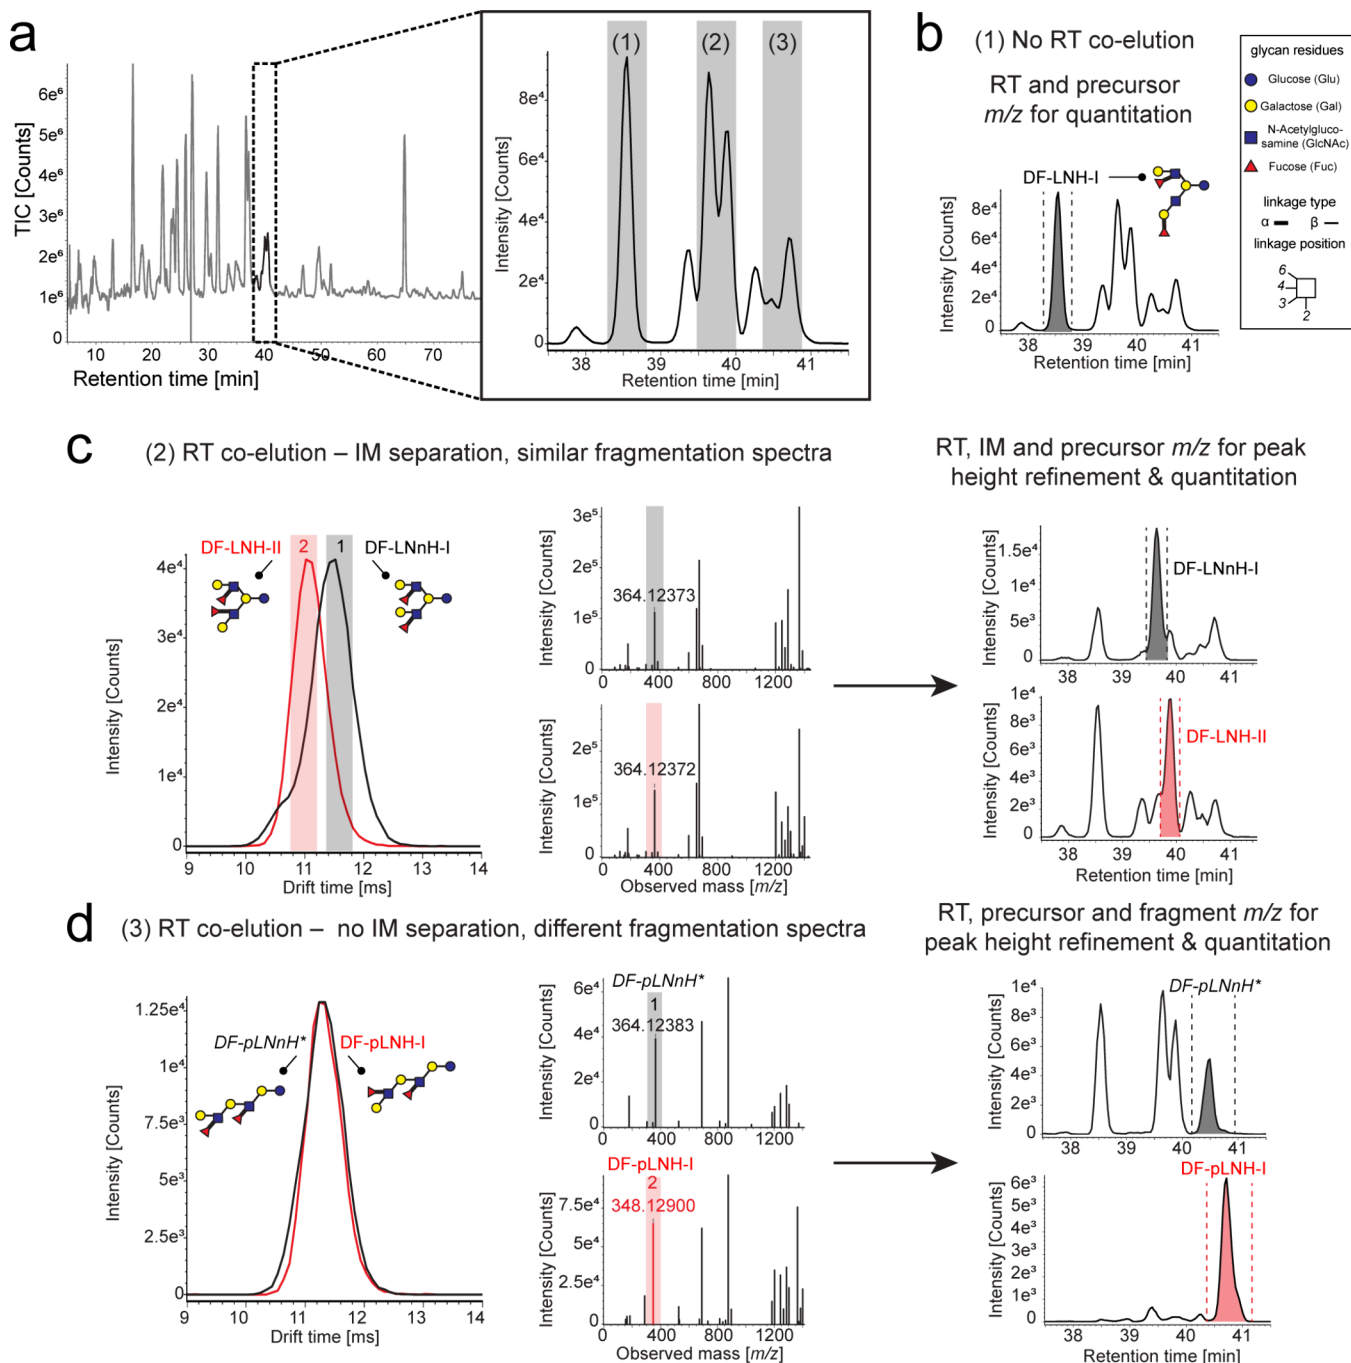 a
TIC [Counts]
6e⁶
5e⁶
4e⁶
3e⁶
2e⁶
1e⁶
0
10
20
30
40
50
60
70
Retention time [min]
(1)
(2)
(3)
Intensity [Counts]
8e⁴
6e⁴
4e⁴
2e⁴
0
38
39
40
41
Retention time [min]
b
(1) No RT co-elution
RT and precursor
m/z for quantitation
DF-LNH-I
Intensity [Counts]
8e⁴
6e⁴
4e⁴
2e⁴
0
38
39
40
41
Retention time [min]
glycan residues
Glucose (Glu)
Galactose (Gal)
N-Acetylgluco-
samine (GlcNAc)
Fucose (Fuc)
linkage type
α
β
linkage position
6
4
3
2
c
(2) RT co-elution – IM separation, similar fragmentation spectra
RT, IM and precursor m/z for peak
height refinement & quantitation
DF-LNH-II
2
1
DF-LNnH-I
Intensity [Counts]
4e⁴
3e⁴
2e⁴
1e⁴
0
9
10
11
12
13
14
Drift time [ms]
Intensity [Counts]
3e⁵
2e⁵
1e⁵
0
364.12373
0
400
800
1200
Intensity [Counts]
2e⁵
1e⁵
0
364.12372
0
400
800
1200
Observed mass [m/z]
Intensity [Counts]
1.5e⁴
1e⁴
5e³
0
DF-LNnH-I
38
39
40
41
Intensity [Counts]
1e⁴
8e³
6e³
4e³
2e³
0
DF-LNH-II
38
39
40
41
Retention time [min]
d
(3) RT co-elution – no IM separation, different fragmentation spectra
RT, precursor and fragment m/z for
peak height refinement & quantitation
DF-pLNnH*
DF-pLNH-I
Intensity [Counts]
1.25e⁴
1e⁴
7.5e³
5e³
2.5e³
0
9
10
11
12
13
14
Drift time [ms]
DF-pLNnH*
1
364.12383
Intensity [Counts]
6e⁴
4e⁴
2e⁴
0
0
400
800
1200
DF-pLNH-I
2
348.12900
Intensity [Counts]
7.5e⁴
5e⁴
2.5e⁴
0
0
400
800
1200
Observed mass [m/z]
DF-pLNnH*
Intensity [Counts]
1e⁴
8e³
6e³
4e³
2e³
0
38
39
40
41
DF-pLNH-I
Intensity [Counts]
6e³
5e³
3e³
3e³
2e³
1e³
0
38
39
40
41
Retention time [min]